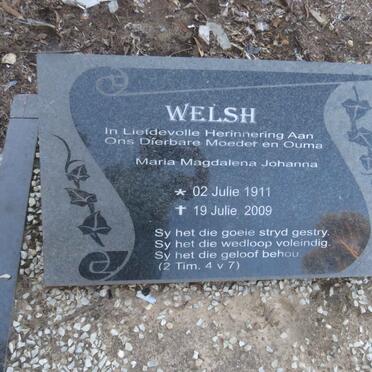 WELSH
In Liefdevolle Herinnering Aan
Ons Dierbare Moeder en Ouma
Maria Magdalena Johanna
* 02 Julie 1911
✝ 19 Julie 2009
Sy het die goeie stryd gestry.
Sy het die wedloop voleindig.
Sy het die geloof behou
(2 Tim. 4 v 7)